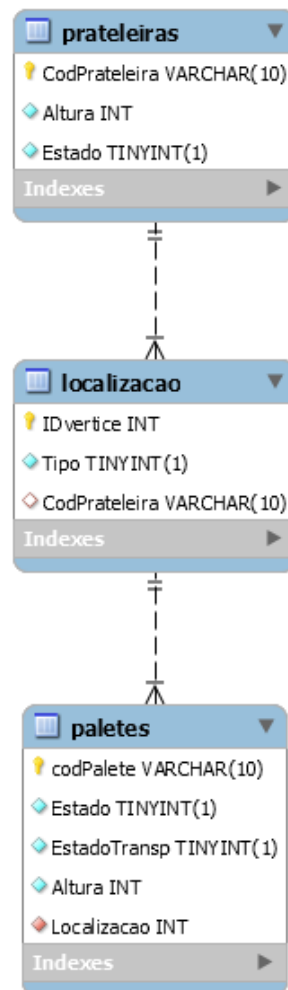 prateleiras
CodPrateleira VARCHAR(10)
Altura INT
Estado TINYINT(1)
Indexes
localizacao
IDvertice INT
Tipo TINYINT(1)
CodPrateleira VARCHAR(10)
Indexes
paletes
codPalete VARCHAR(10)
Estado TINYINT(1)
EstadoTransp TINYINT(1)
Altura INT
Localizacao INT
Indexes